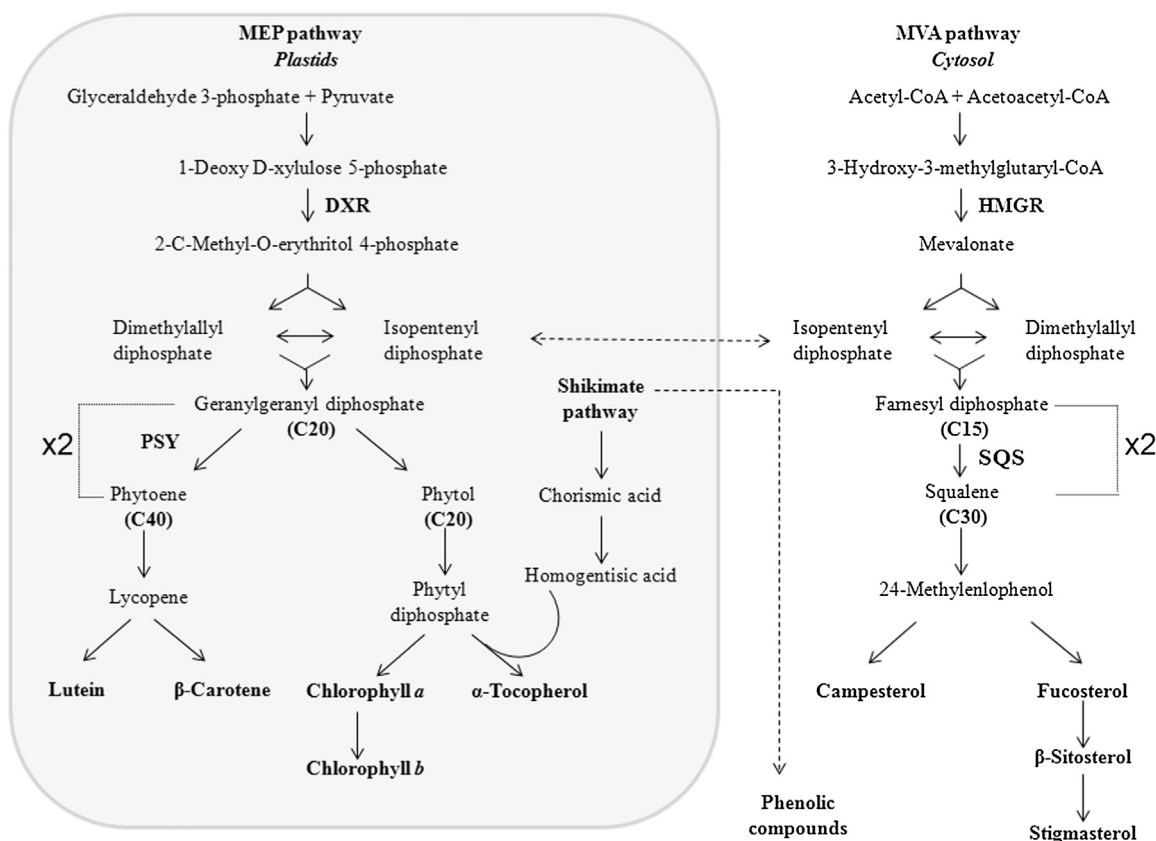 MEP pathway
Plastids
Glyceraldehyde 3-phosphate + Pyruvate
1-Deoxy D-xylulose 5-phosphate
DXR
2-C-Methyl-O-erythritol 4-phosphate
Dimethylallyl
diphosphate
Isopentenyl
diphosphate
Geranylgeranyl diphosphate
(C20)
x2
PSY
Phytoene
(C40)
Phytol
(C20)
Lycopene
Phytyl
diphosphate
Lutein
β-Carotene
Chlorophyll a
α-Tocopherol
Chlorophyll b
Shikimate
pathway
Chorismic acid
Homogentisic acid
Phenolic
compounds
MVA pathway
Cytosol
Acetyl-CoA + Acetoacetyl-CoA
3-Hydroxy-3-methylglutaryl-CoA
HMGR
Mevalonate
Isopentenyl
diphosphate
Dimethylallyl
diphosphate
Farnesyl diphosphate
(C15)
SQS
x2
Squalene
(C30)
24-Methylenlophenol
Campesterol
Fucosterol
β-Sitosterol
Stigmasterol